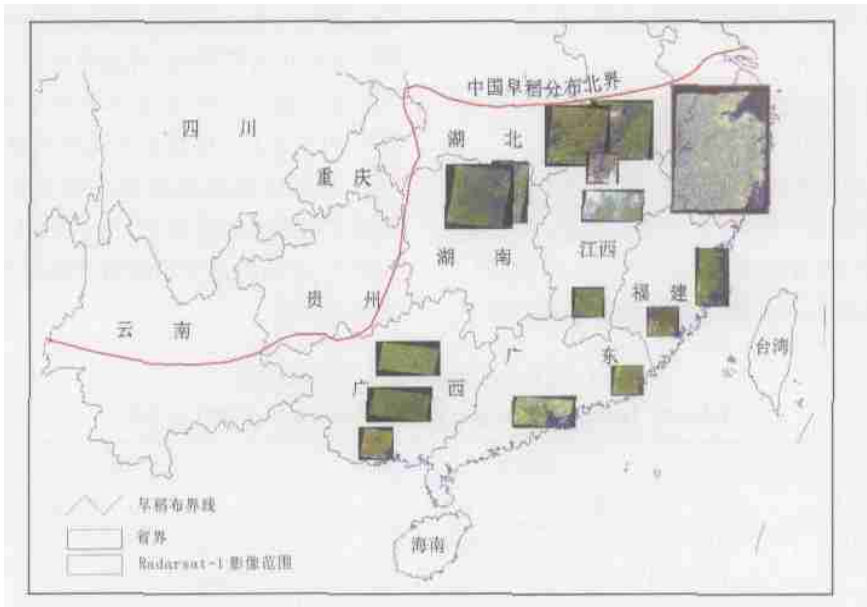 中国早稻分布北界
四川
湖北
重庆
湖南
江西
贵州
福建
云南
广东
台湾
广西
海南
早稻布界线
省界
Radarsat-1影像范围